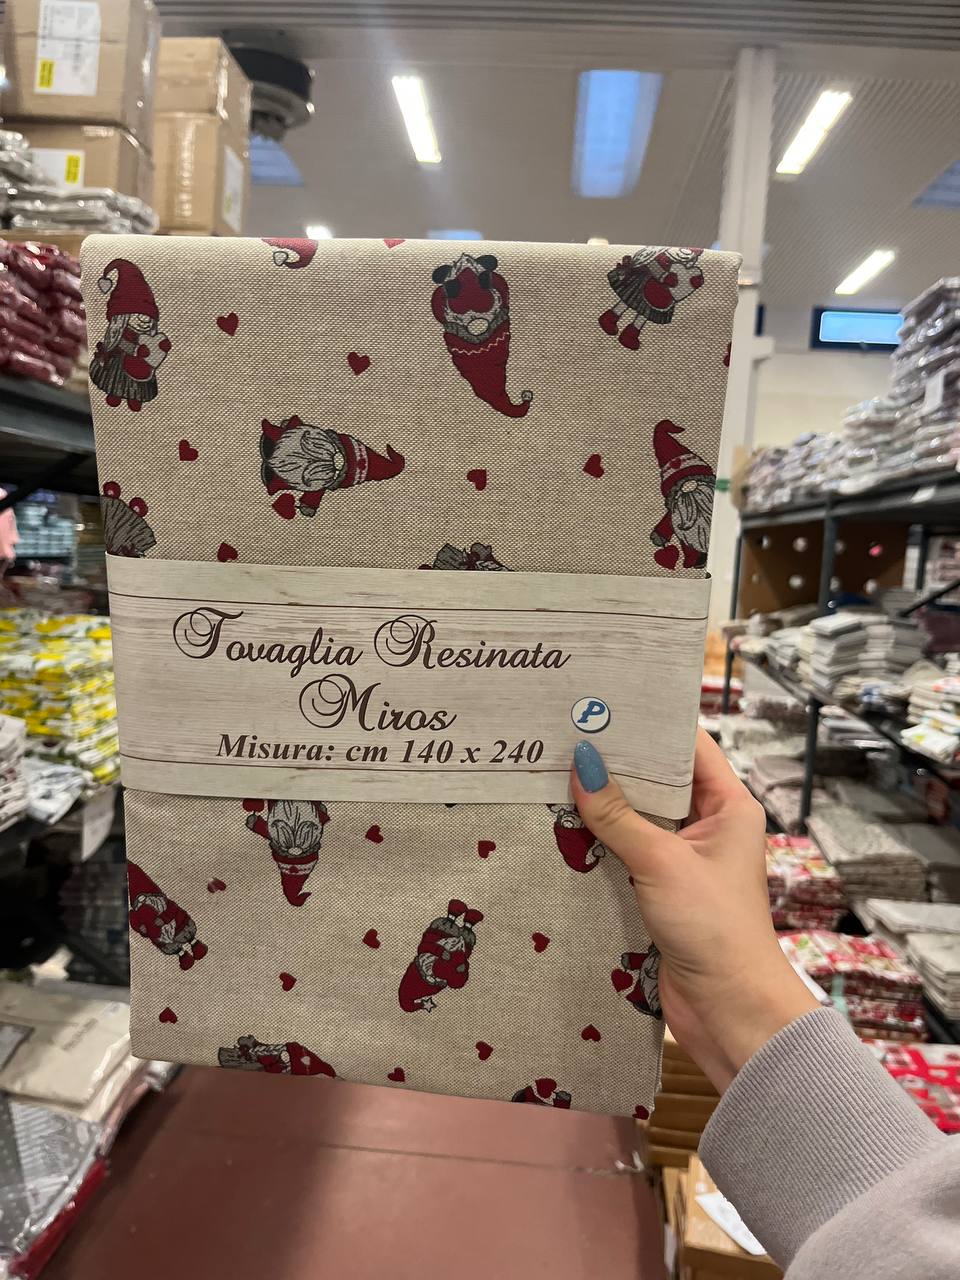 Tovaglia Resinata
Miros
Misura: cm 140 x 240
P